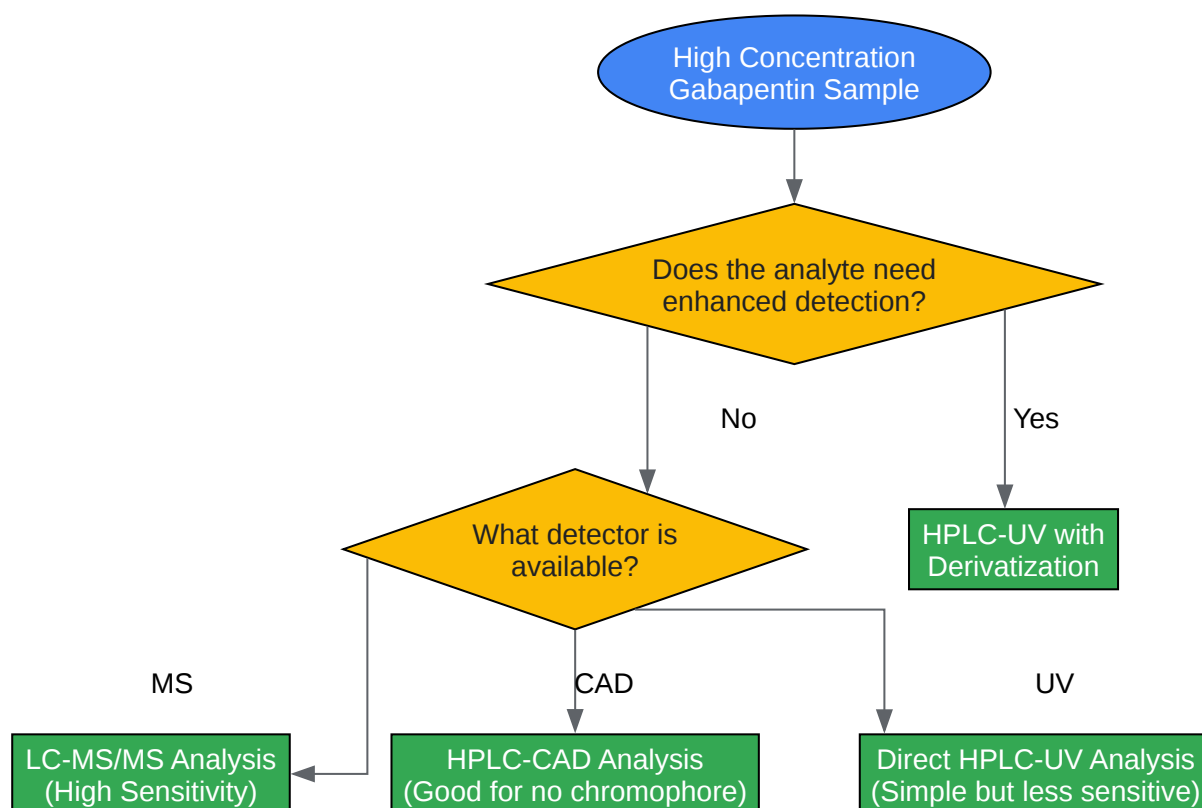 High Concentration
Gabapentin Sample
Does the analyte need
enhanced detection?
No
Yes
What detector is
available?
HPLC-UV with
Derivatization
MS
CAD
UV
LC-MS/MS Analysis
(High Sensitivity)
HPLC-CAD Analysis
(Good for no chromophore)
Direct HPLC-UV Analysis
(Simple but less sensitive)